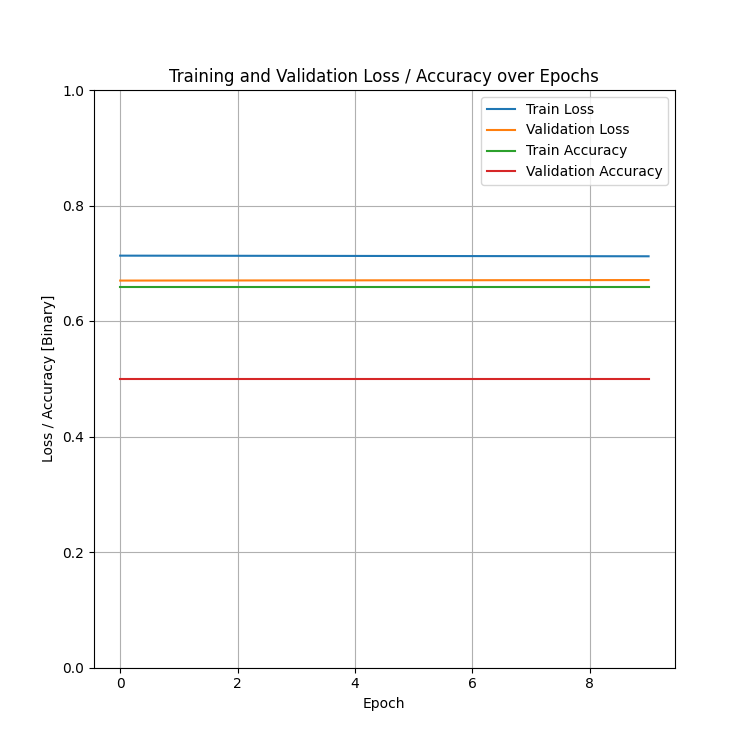 Training and Validation Loss / Accuracy over Epochs
1.0
Train Loss
Validation Loss
Train Accuracy
Validation Accuracy
0.8
0.6
0.4
0.2
0.0
Loss / Accuracy [Binary]
0 2 4 6 8
Epoch